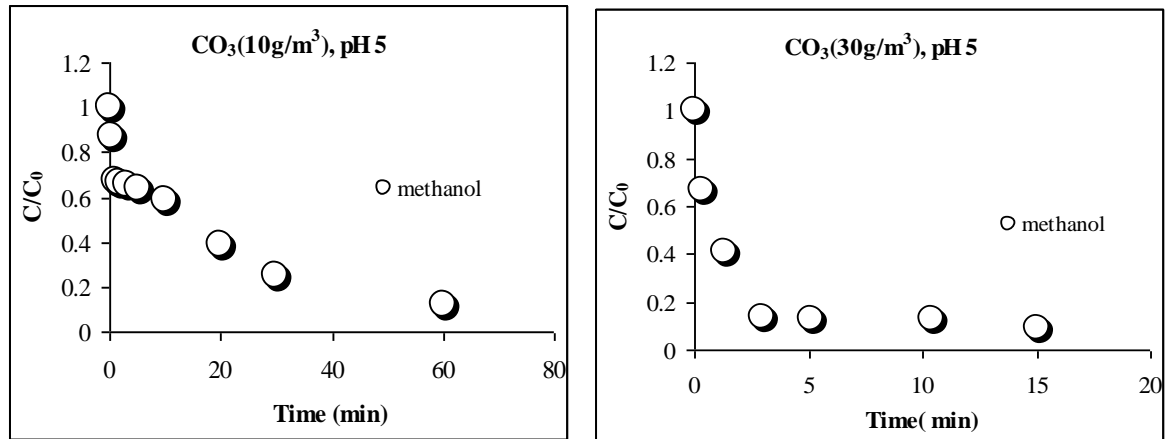 CO₃(10g/m³), pH 5
1.2
1
0.8
0.6
0.4
0.2
0
C/C₀
methanol
0 20 40 60 80
Time (min)
CO₃(30g/m³), pH 5
1.2
1
0.8
0.6
0.4
0.2
0
C/C₀
methanol
0 5 10 15 20
Time( min)